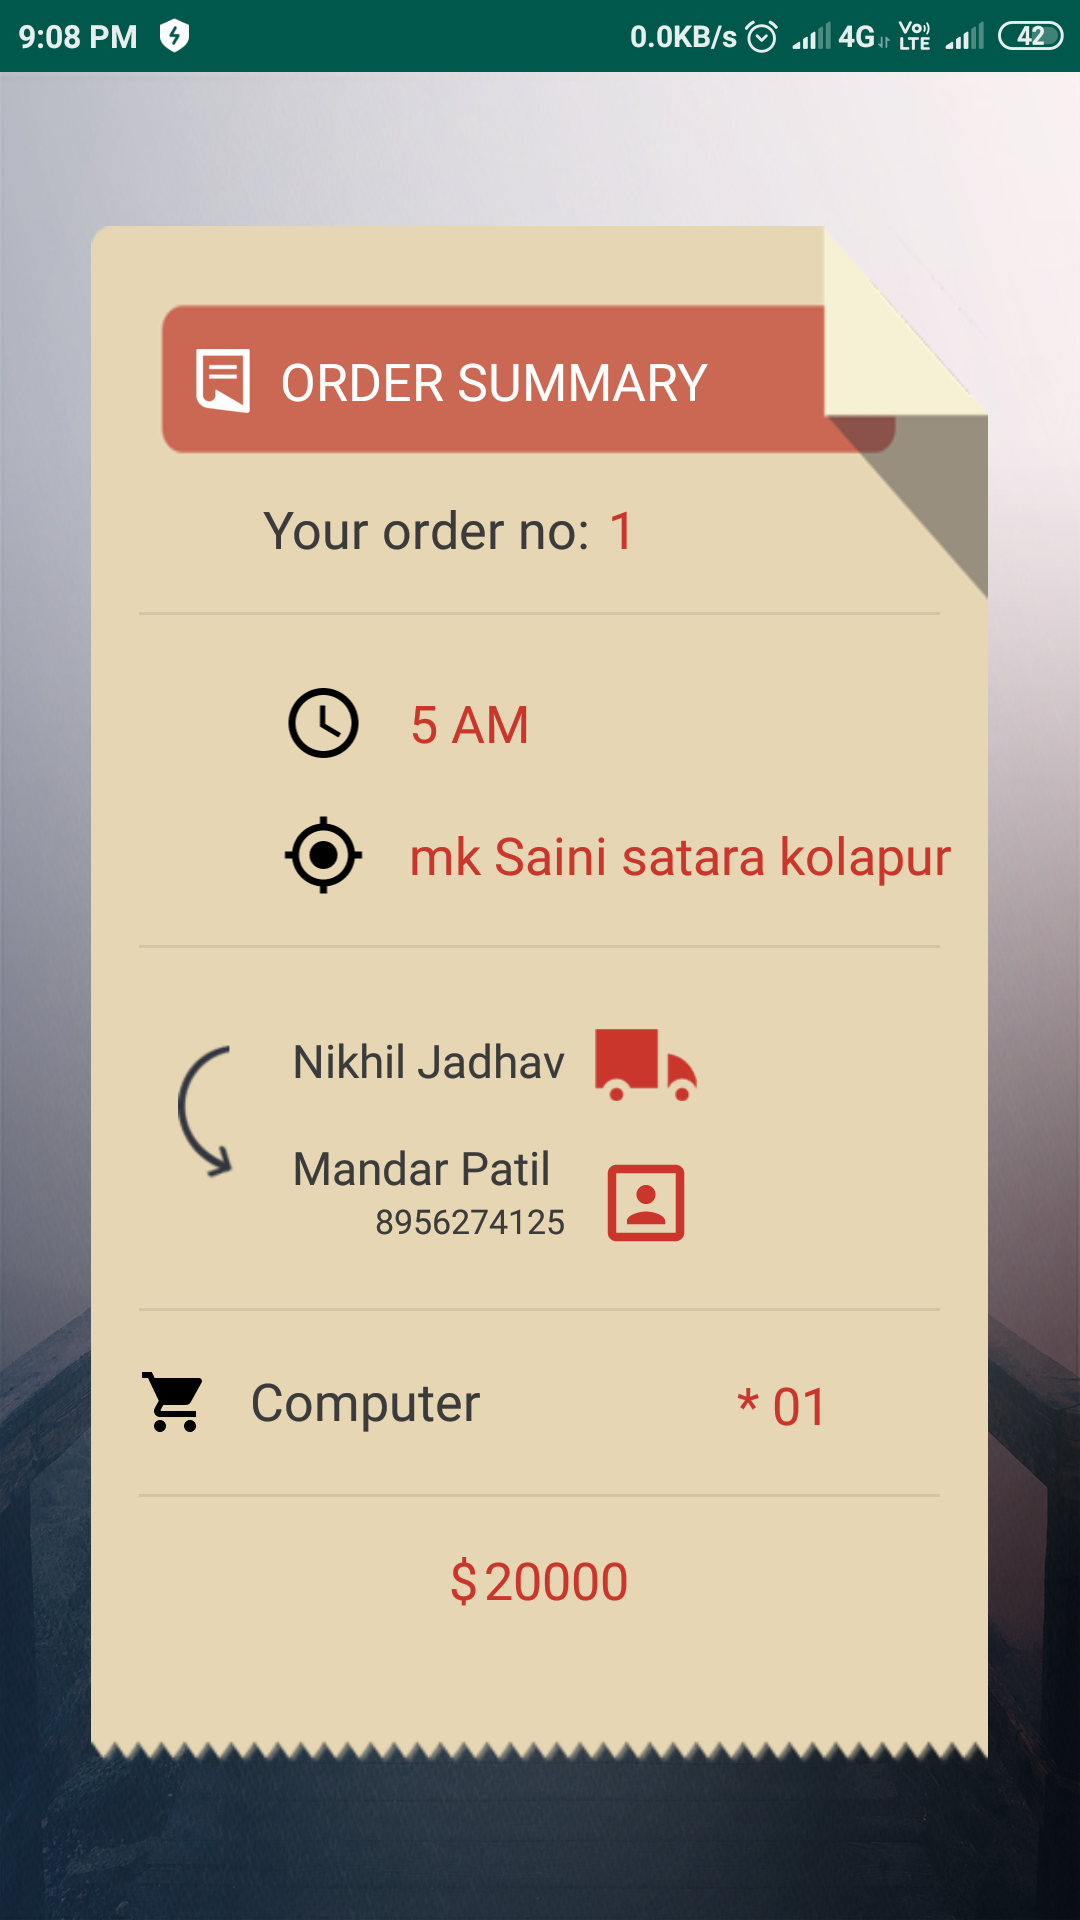 9:08 PM 0.0KB/s 4G Vo LTE 42
ORDER SUMMARY
Your order no: 1
5 AM
mk Saini satara kolapur
Nikhil Jadhav
Mandar Patil
8956274125
Computer * 01
$ 20000